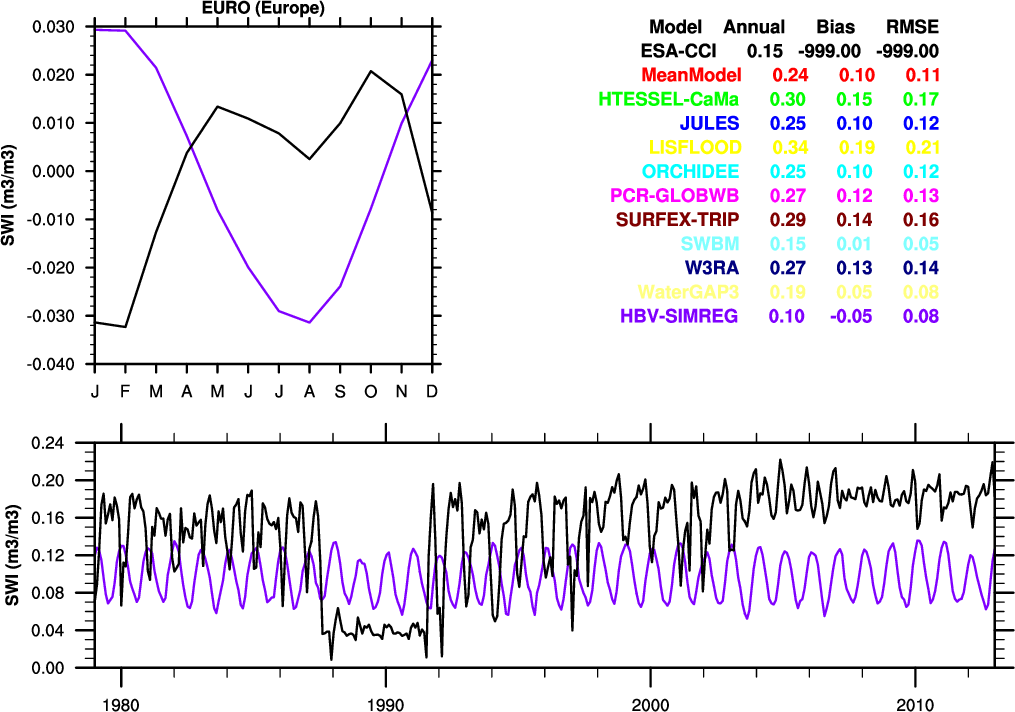 EURO (Europe)
0.030
0.020
0.010
0.000
-0.010
-0.020
-0.030
-0.040
SWI (m3/m3)
J F M A M J J A S O N D
Model Annual Bias RMSE
ESA-CCI 0.15 -999.00 -999.00
MeanModel 0.24 0.10 0.11
HTESSEL-CaMa 0.30 0.15 0.17
JULES 0.25 0.10 0.12
LISFLOOD 0.34 0.19 0.21
ORCHIDEE 0.25 0.10 0.12
PCR-GLOBWB 0.27 0.12 0.13
SURFEX-TRIP 0.29 0.14 0.16
SWBM 0.15 0.01 0.05
W3RA 0.27 0.13 0.14
WaterGAP3 0.19 0.05 0.08
HBV-SIMREG 0.10 -0.05 0.08
0.24
0.20
0.16
0.12
0.08
0.04
0.00
SWI (m3/m3)
1980 1990 2000 2010